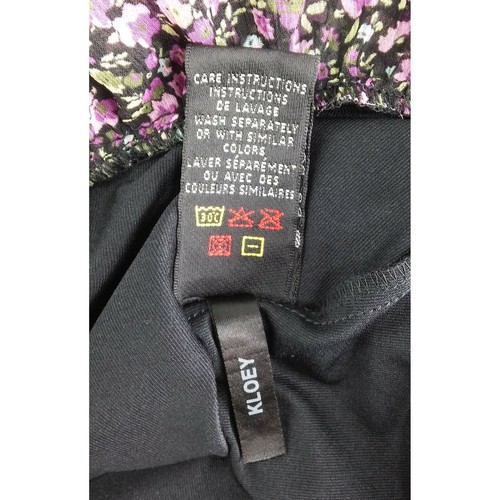 CARE INSTRUCTIONS
INSTRUCTIONS
DE LAVAGE
WASH SEPARATELY
OR WITH SIMILAR
COLORS
LAVER SÉPARÉMENT
OU AVEC DES
COULEURS SIMILAIRES
30C
KLOEY